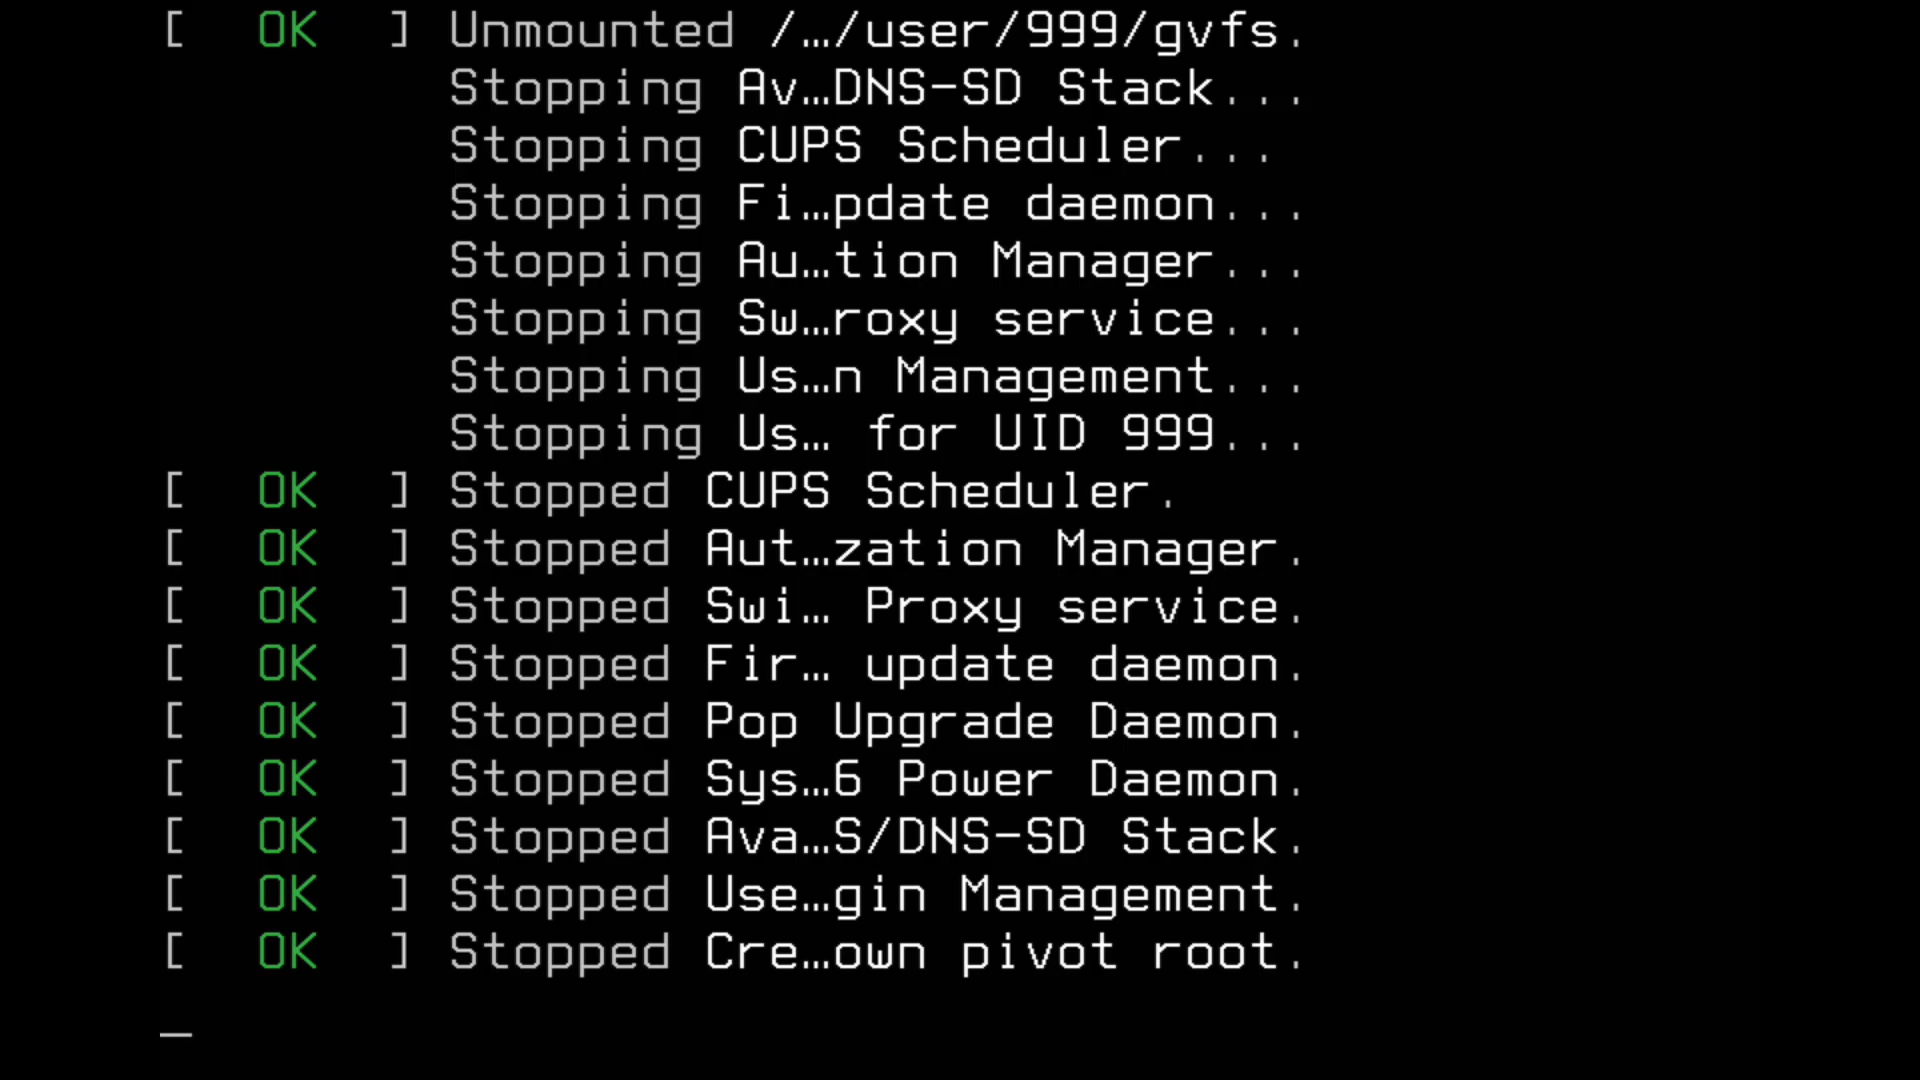 [  OK  ] Unmounted /…/user/999/gvfs.
Stopping Av…DNS-SD Stack...
Stopping CUPS Scheduler...
Stopping Fi…pdate daemon...
Stopping Au…tion Manager...
Stopping Sw…roxy service...
Stopping Us…n Management...
Stopping Us… for UID 999...
[  OK  ] Stopped CUPS Scheduler.
[  OK  ] Stopped Aut…zation Manager.
[  OK  ] Stopped Swi… Proxy service.
[  OK  ] Stopped Fir… update daemon.
[  OK  ] Stopped Pop Upgrade Daemon.
[  OK  ] Stopped Sys…6 Power Daemon.
[  OK  ] Stopped Ava…S/DNS-SD Stack.
[  OK  ] Stopped Use…gin Management.
[  OK  ] Stopped Cre…own pivot root.
_